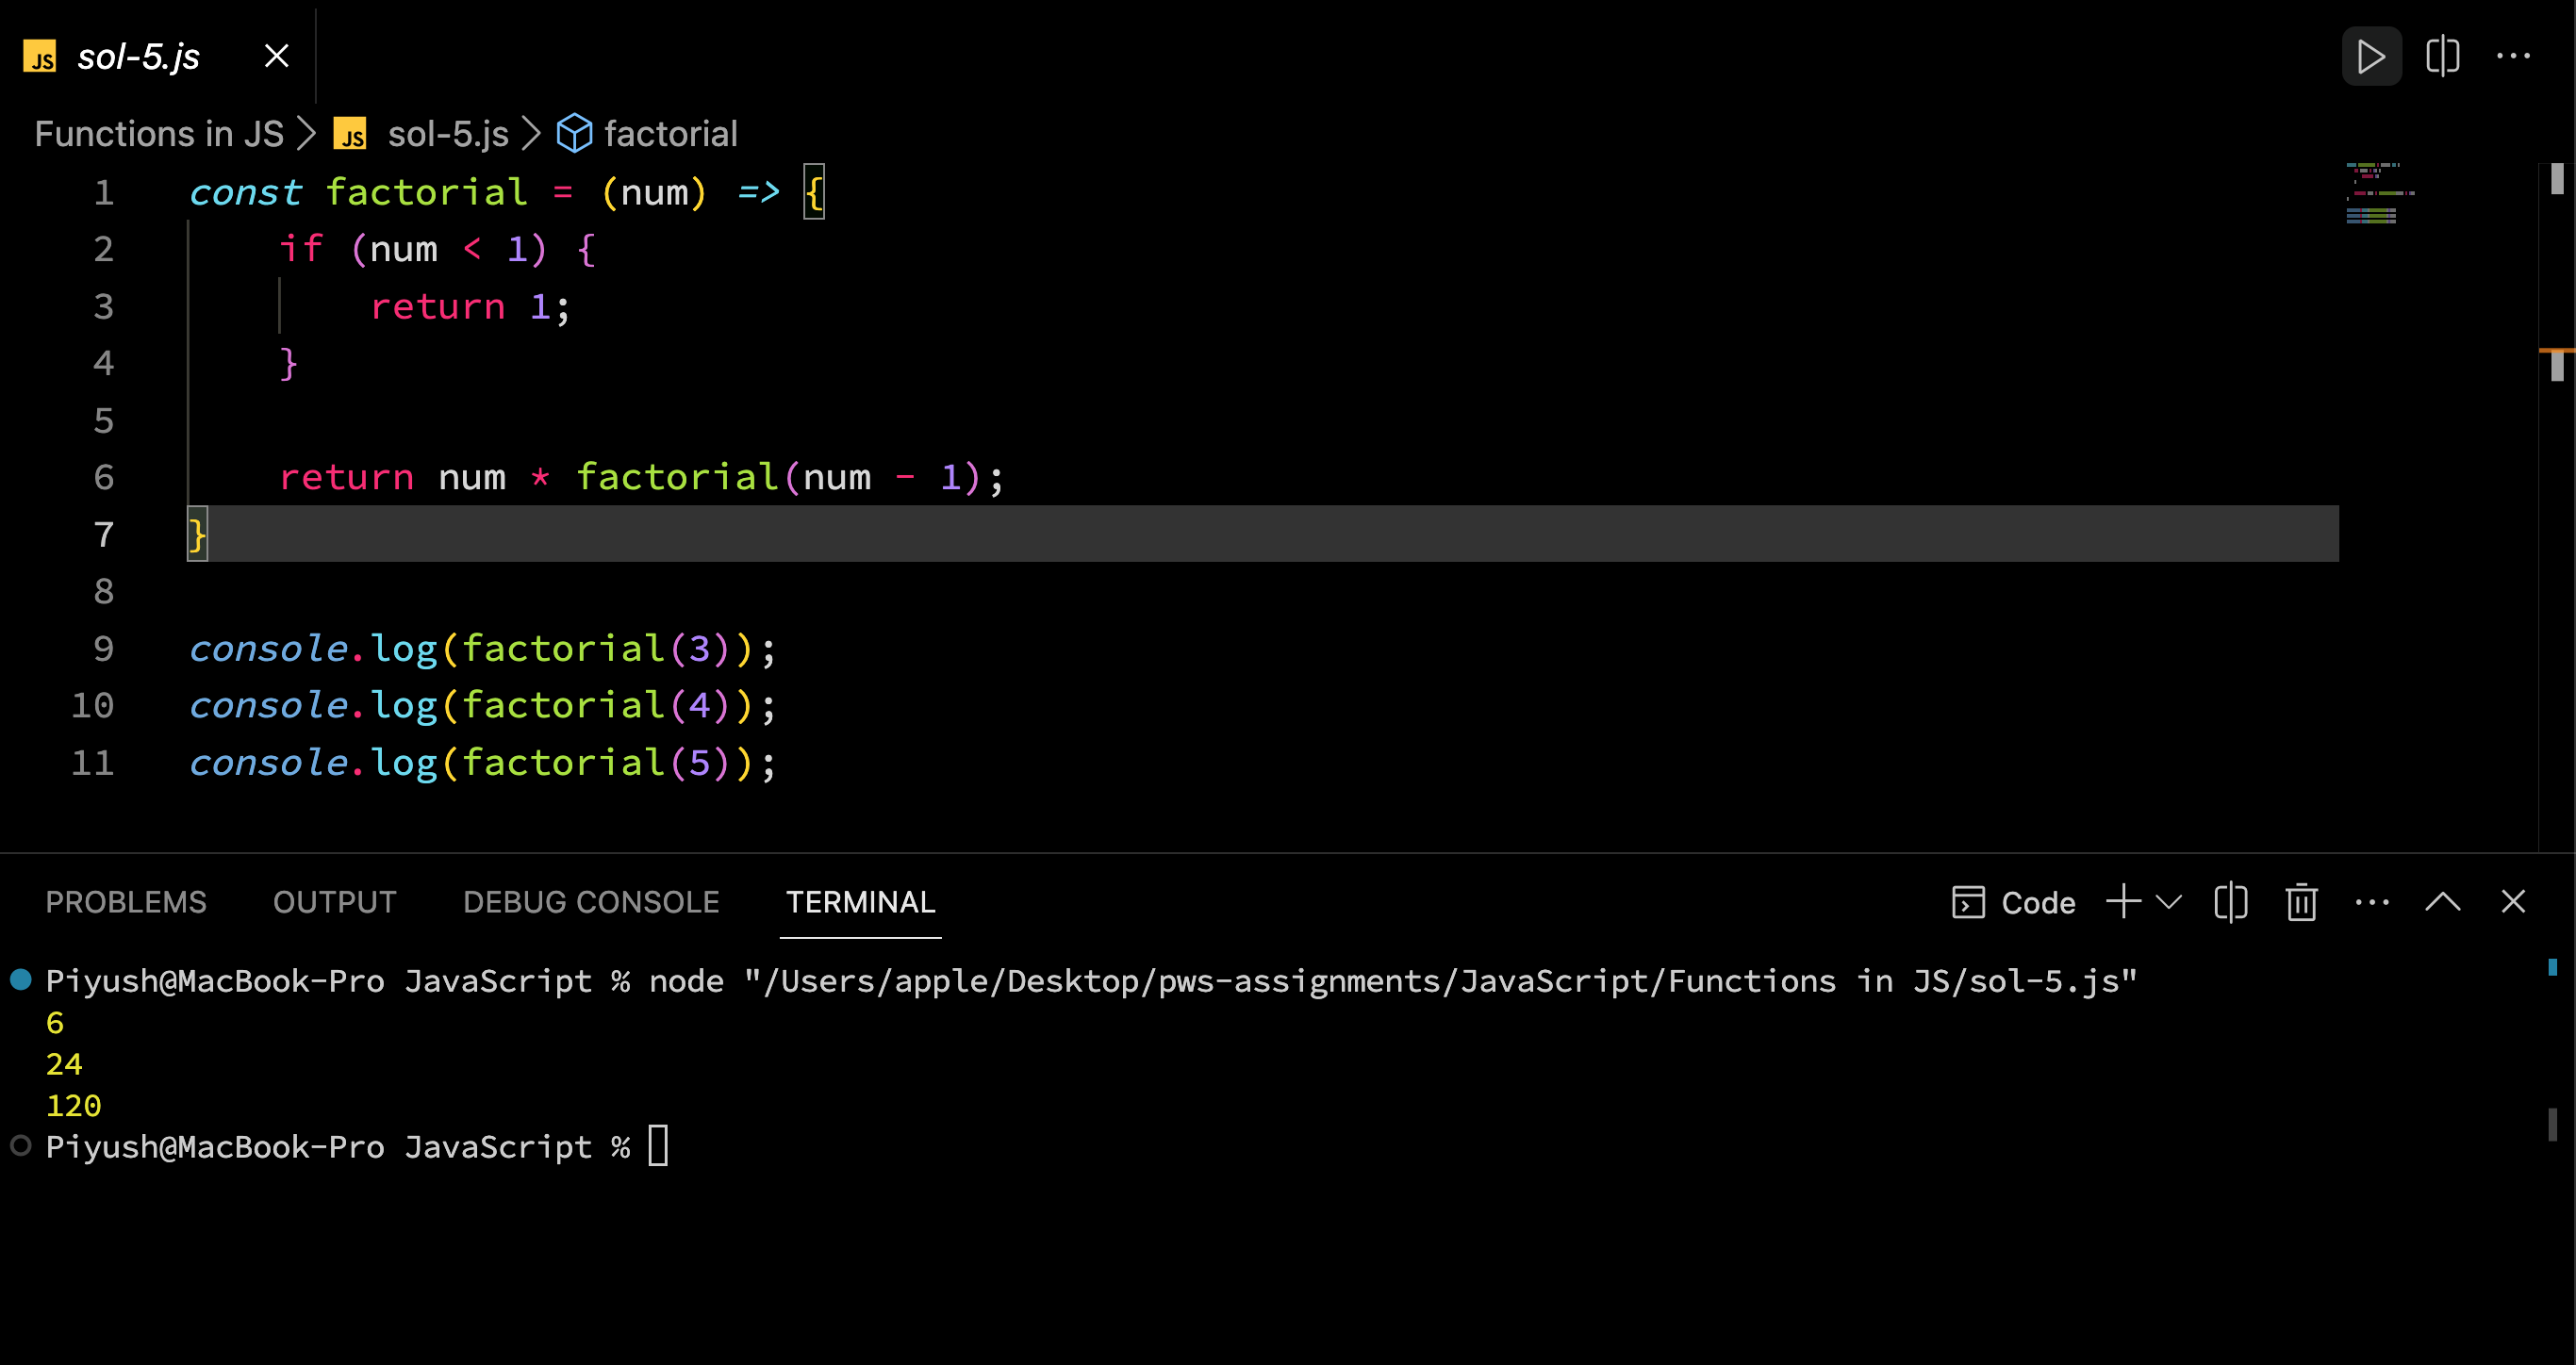 JS sol-5.js
Functions in JS > JS sol-5.js > factorial
1 const factorial = (num) => {
2     if (num < 1) {
3         return 1;
4     }
5
6     return num * factorial(num - 1);
7 }
8
9 console.log(factorial(3));
10 console.log(factorial(4));
11 console.log(factorial(5));
PROBLEMS OUTPUT DEBUG CONSOLE TERMINAL Code
Piyush@MacBook-Pro JavaScript % node "/Users/apple/Desktop/pws-assignments/JavaScript/Functions in JS/sol-5.js"
6
24
120
Piyush@MacBook-Pro JavaScript %